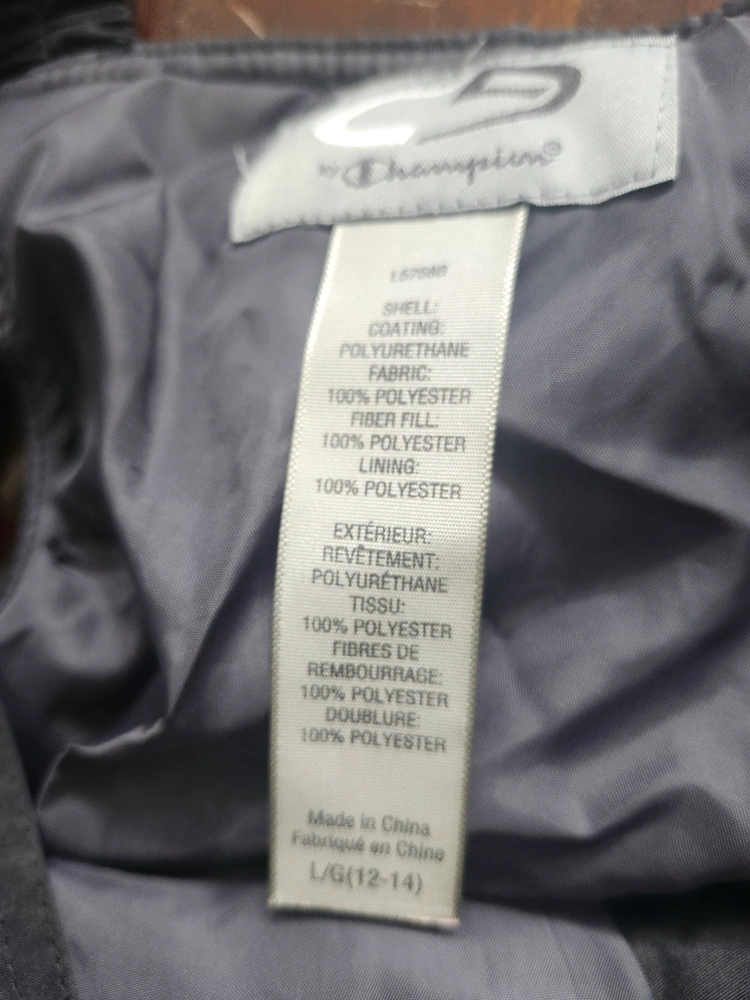 by Champion®
L5758B
SHELL:
COATING:
POLYURETHANE
FABRIC:
100% POLYESTER
FIBER FILL:
100% POLYESTER
LINING:
100% POLYESTER
EXTÉRIEUR:
REVÊTEMENT:
POLYURÉTHANE
TISSU:
100% POLYESTER
FIBRES DE
REMBOURRAGE:
100% POLYESTER
DOUBLURE:
100% POLYESTER
Made in China
Fabriqué en Chine
L/G(12-14)